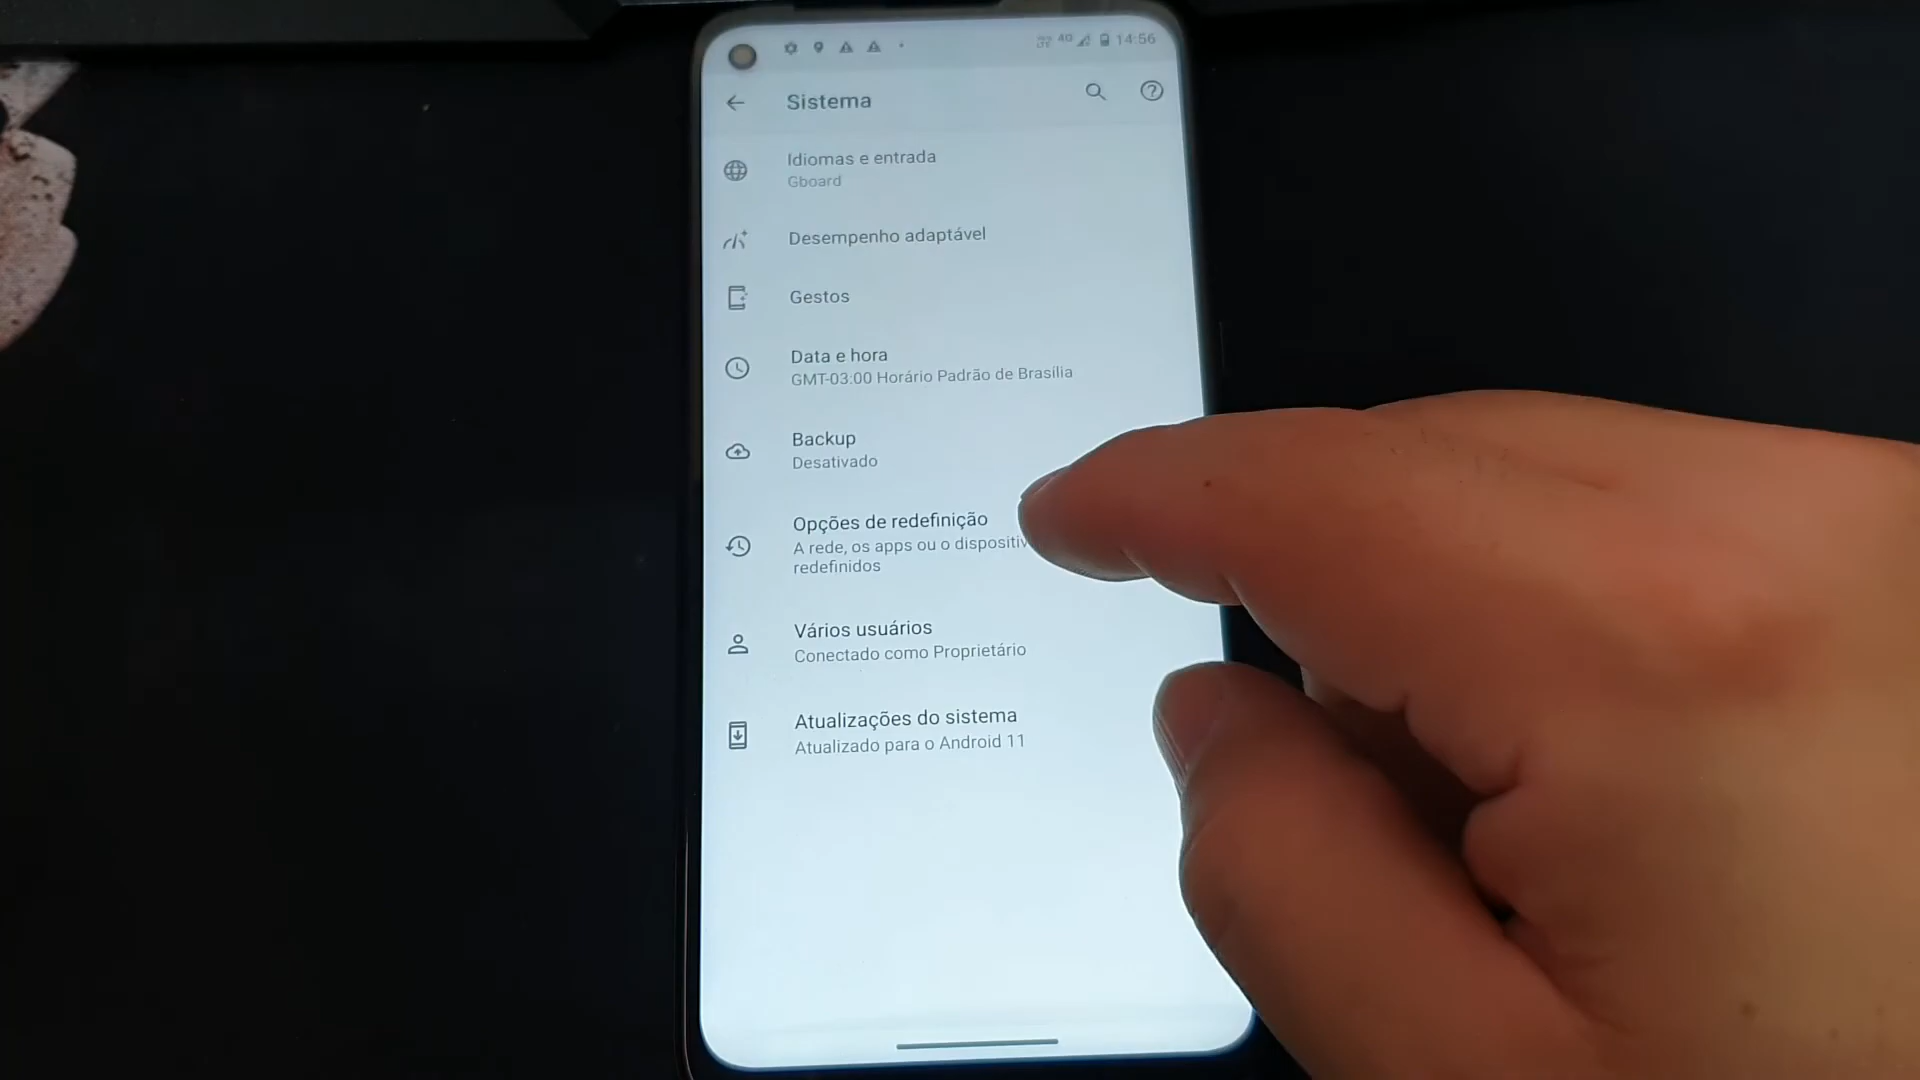 4G 14:56
Sistema
Idiomas e entrada
Gboard
Desempenho adaptável
Gestos
Data e hora
GMT-03:00 Horário Padrão de Brasília
Backup
Desativado
Opções de redefinição
A rede, os apps ou o dispositiv
redefinidos
Vários usuários
Conectado como Proprietário
Atualizações do sistema
Atualizado para o Android 11